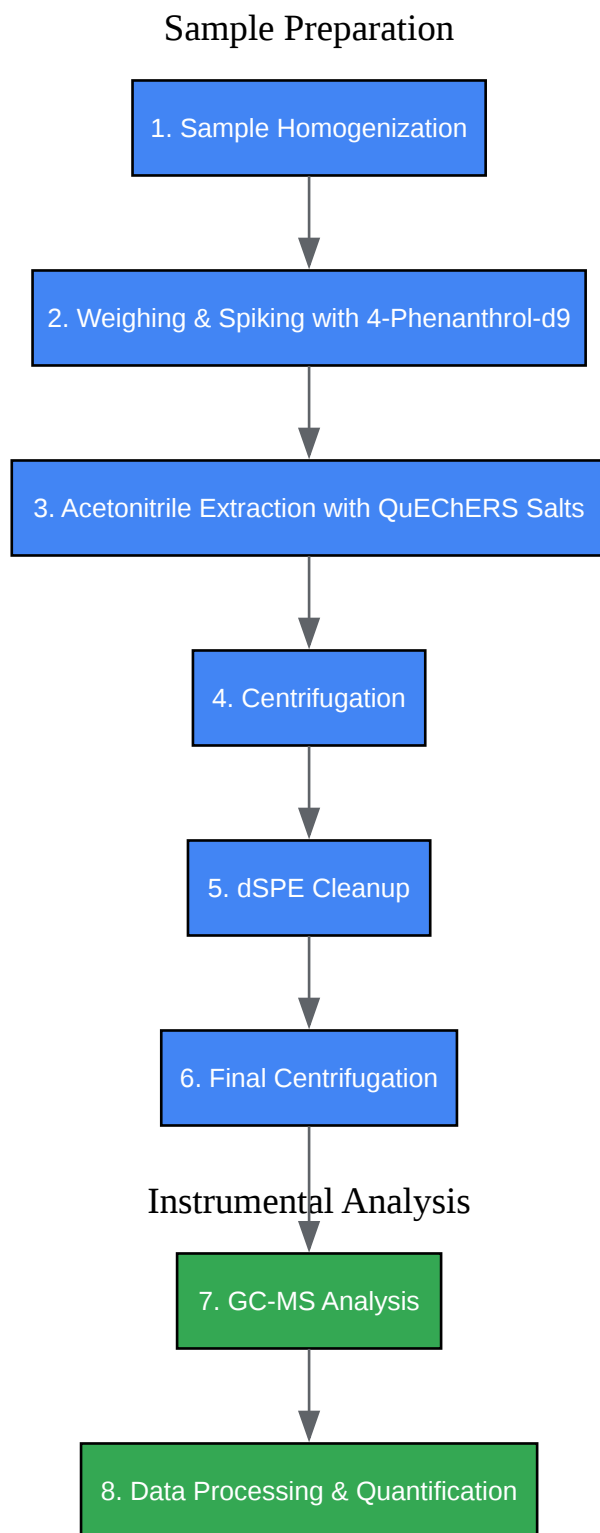 Sample Preparation
1. Sample Homogenization
2. Weighing & Spiking with 4-Phenanthrol-d9
3. Acetonitrile Extraction with QuEChERS Salts
4. Centrifugation
5. dSPE Cleanup
6. Final Centrifugation
Instrumental Analysis
7. GC-MS Analysis
8. Data Processing & Quantification